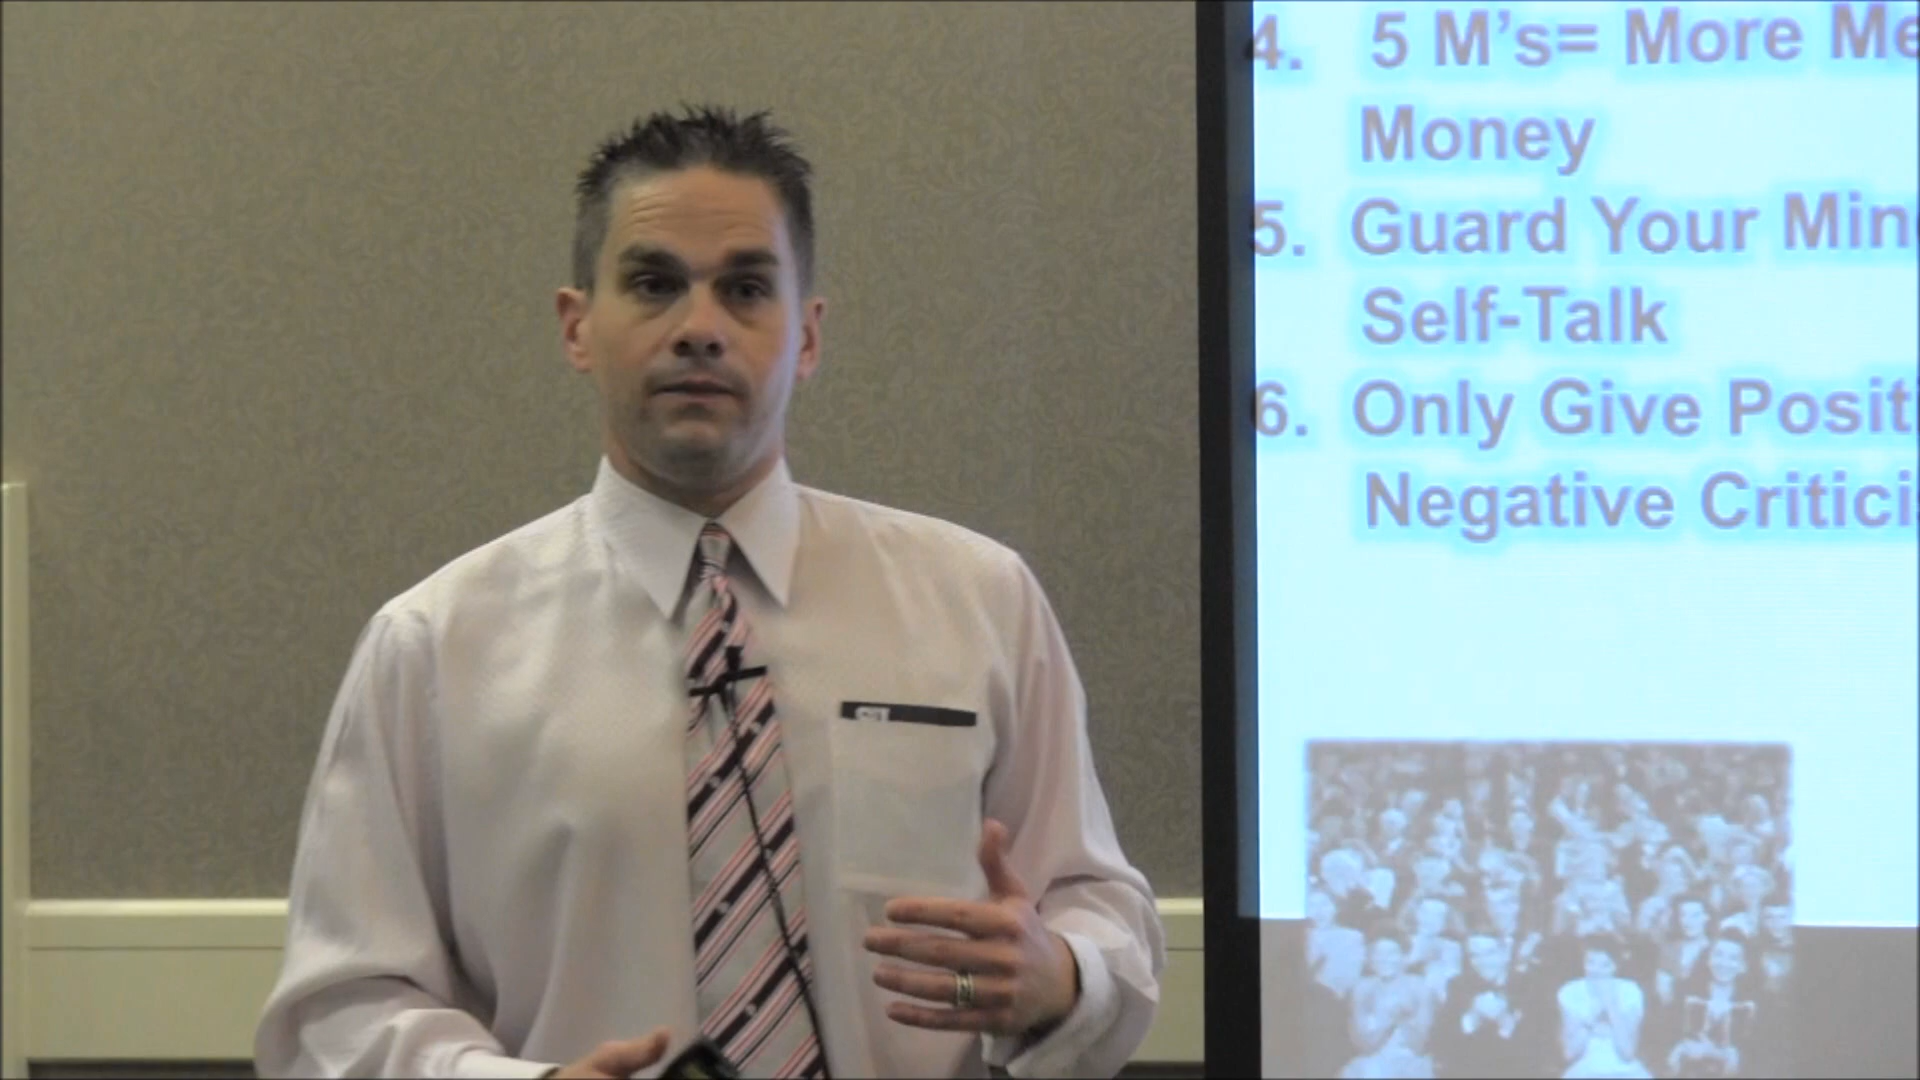 4. 5 M's= More Me
Money
5. Guard Your Min
Self-Talk
6. Only Give Posit
Negative Critici